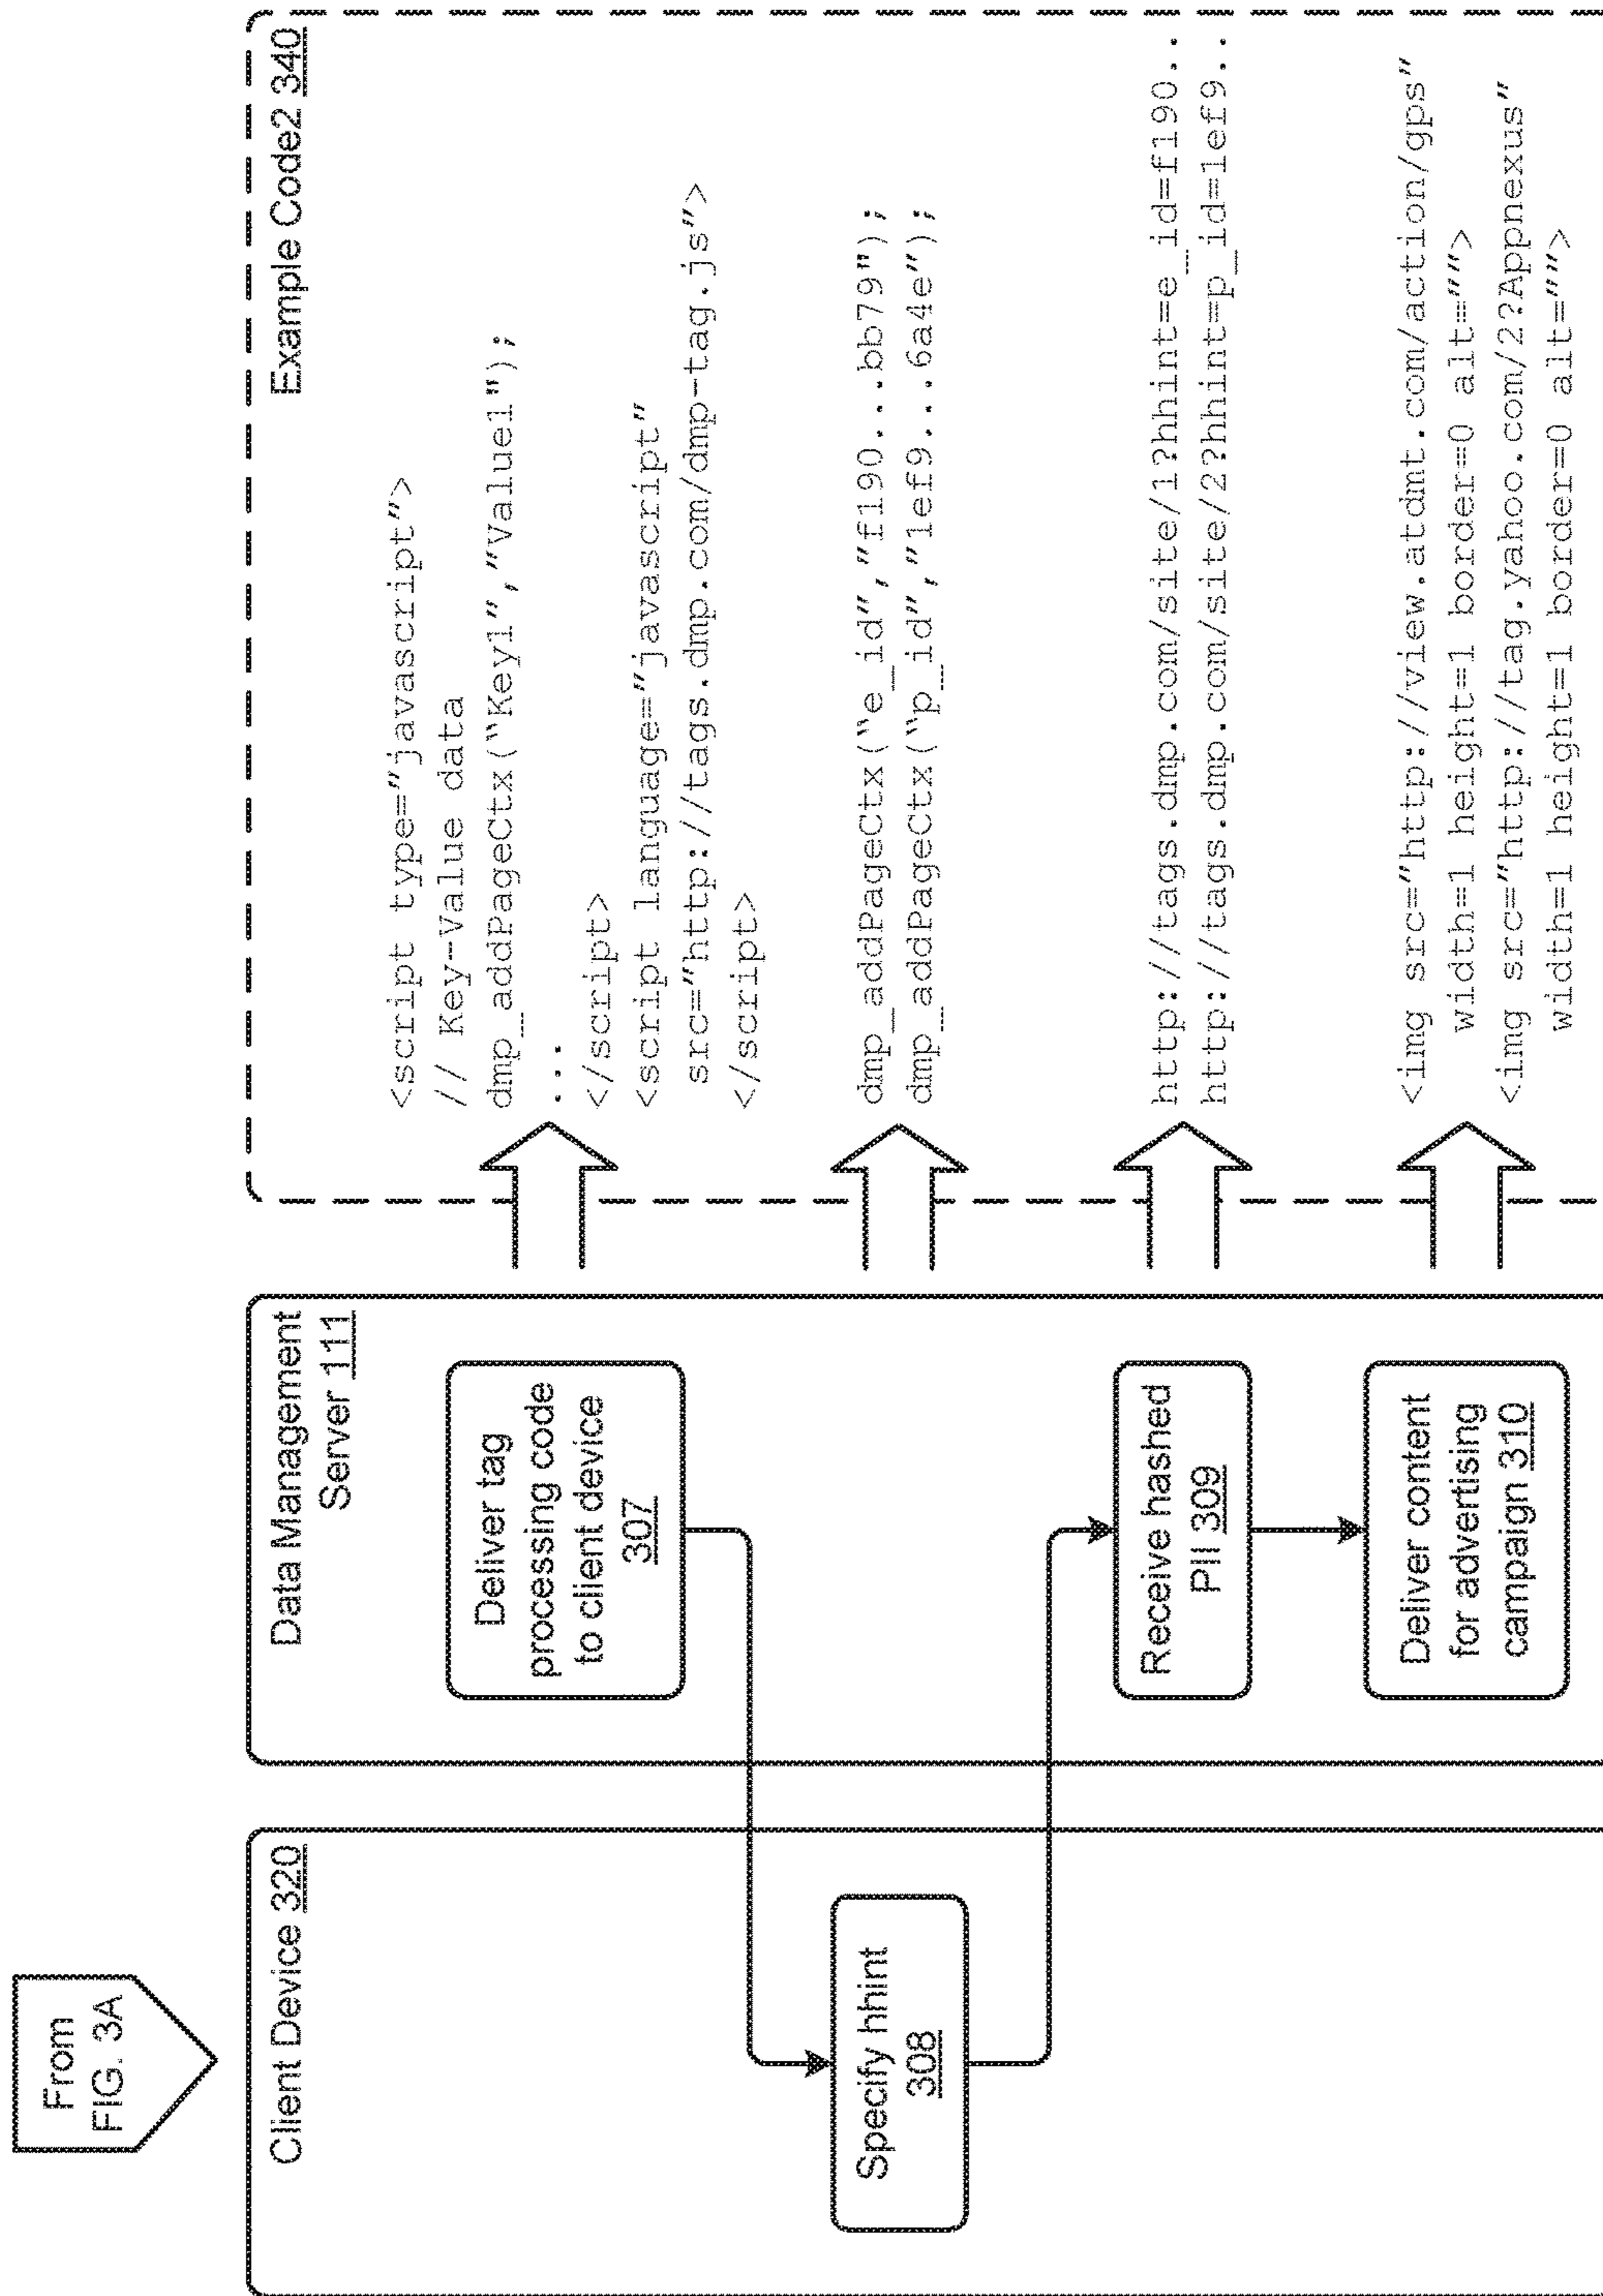 From
FIG. 3A
Client Device 320
Data Management
Server 111
Example Code2 340
Deliver tag
processing code
to client device
307
<script type="javascript">
// Key-Value data
dmp_addPageCtx("Key1","Value1");
...
</script>
<script language="javascript"
src="http://tags.dmp.com/dmp-tag.js">
</script>
Specify hhint
308
dmp_addPageCtx("e_id","f190...bb79");
dmp_addPageCtx("p_id","1ef9...6a4e");
Receive hashed
PII 309
http://tags.dmp.com/site/1?hhint=e_id=f190..
http://tags.dmp.com/site/2?hhint=p_id=1ef9..
Deliver content
for advertising
campaign 310
<img src="http://view.atdmt.com/action/gps"
width=1 height=1 border=0 alt="">
<img src="http://tag.yahoo.com/2?Appnexus"
width=1 height=1 border=0 alt="">